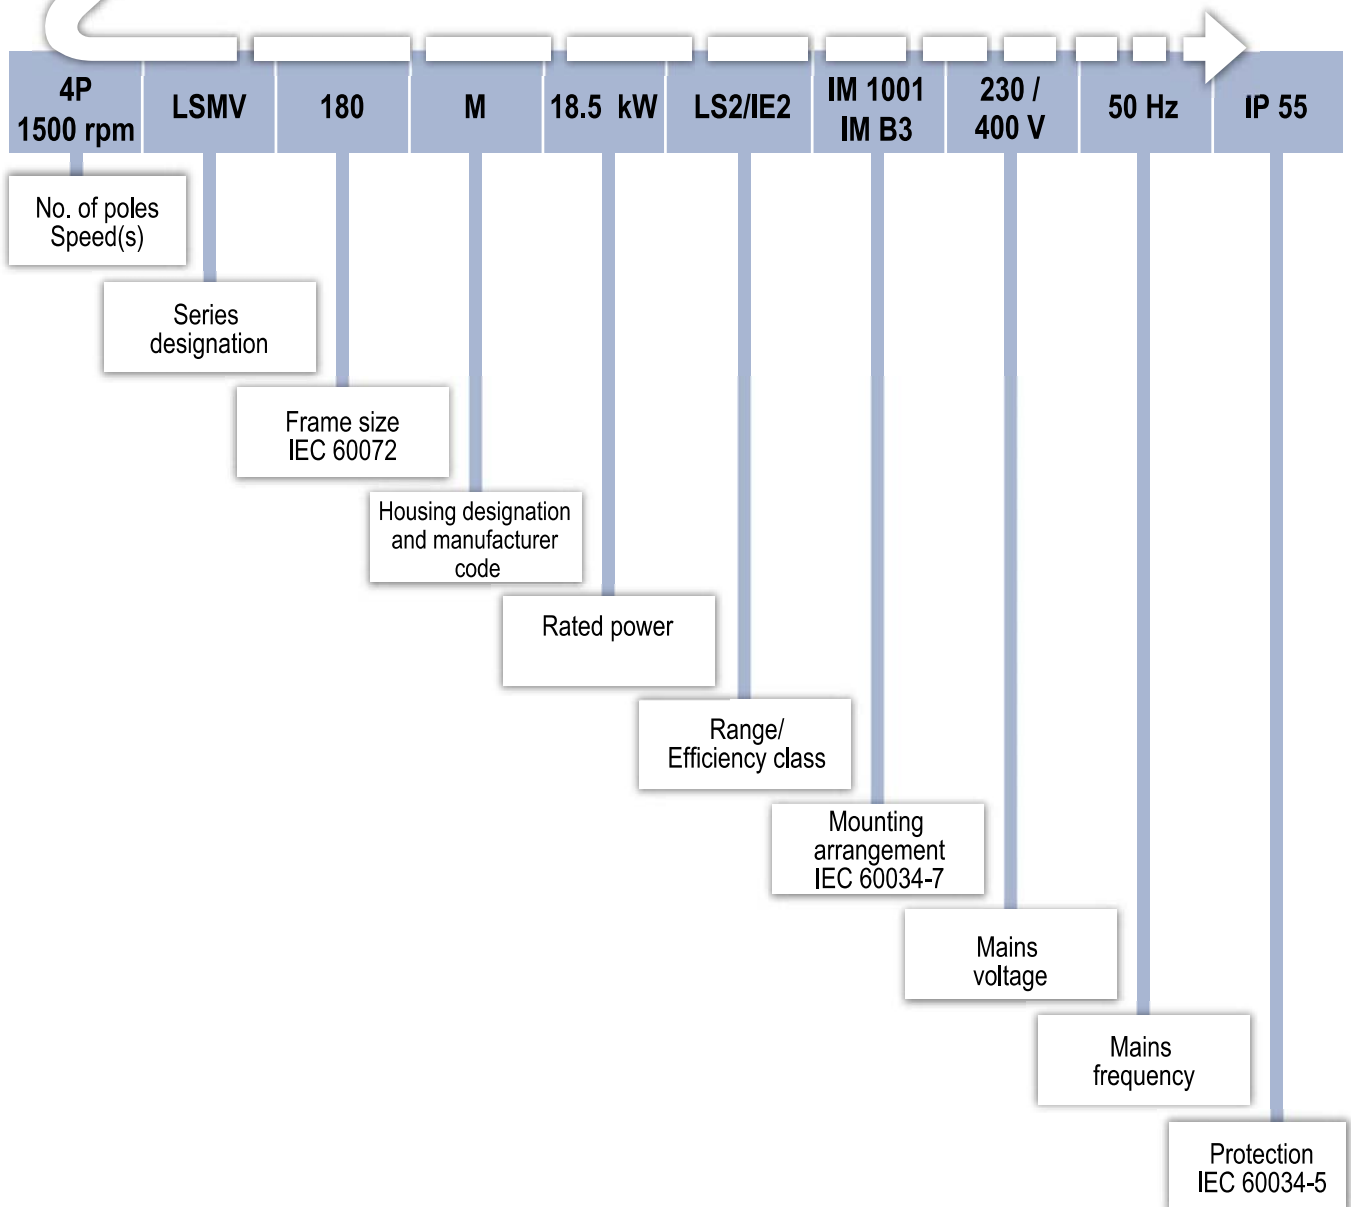 4P
1500 rpm
LSMV
180
M
18.5 kW
LS2/IE2
IM 1001
IM B3
230 /
400 V
50 Hz
IP 55
No. of poles
Speed(s)
Series
designation
Frame size
IEC 60072
Housing designation
and manufacturer
code
Rated power
Range/
Efficiency class
Mounting
arrangement
IEC 60034-7
Mains
voltage
Mains
frequency
Protection
IEC 60034-5